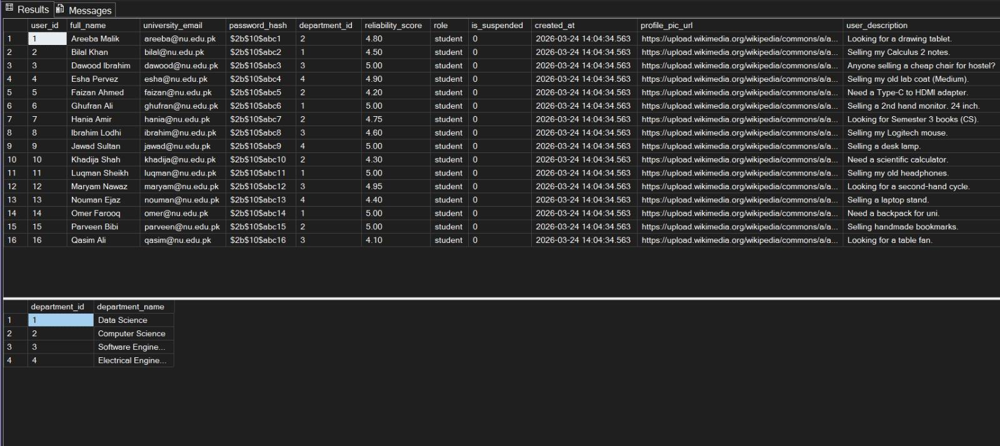 Results Messages
user_id full_name university_email password_hash department_id reliability_score role is_suspended created_at profile_pic_url user_description
1 1 Areeba Malik areeba@nu.edu.pk $2b$10$abc1 2 4.80 student 0 2026-03-24 14:04:34.563 https://upload.wikimedia.org/wikipedia/commons/a/a... Looking for a drawing tablet.
2 2 Bilal Khan bilal@nu.edu.pk $2b$10$abc2 1 4.50 student 0 2026-03-24 14:04:34.563 https://upload.wikimedia.org/wikipedia/commons/a/a... Selling my Calculus 2 notes.
3 3 Dawood Ibrahim dawood@nu.edu.pk $2b$10$abc3 3 5.00 student 0 2026-03-24 14:04:34.563 https://upload.wikimedia.org/wikipedia/commons/a/a... Anyone selling a cheap chair for hostel?
4 4 Esha Pervez esha@nu.edu.pk $2b$10$abc4 4 4.90 student 0 2026-03-24 14:04:34.563 https://upload.wikimedia.org/wikipedia/commons/a/a... Selling my old lab coat (Medium).
5 5 Faizan Ahmed faizan@nu.edu.pk $2b$10$abc5 2 4.20 student 0 2026-03-24 14:04:34.563 https://upload.wikimedia.org/wikipedia/commons/a/a... Need a Type-C to HDMI adapter.
6 6 Ghufran Ali ghufran@nu.edu.pk $2b$10$abc6 1 5.00 student 0 2026-03-24 14:04:34.563 https://upload.wikimedia.org/wikipedia/commons/a/a... Selling a 2nd hand monitor. 24 inch.
7 7 Hania Amir hania@nu.edu.pk $2b$10$abc7 2 4.75 student 0 2026-03-24 14:04:34.563 https://upload.wikimedia.org/wikipedia/commons/a/a... Looking for Semester 3 books (CS).
8 8 Ibrahim Lodhi ibrahim@nu.edu.pk $2b$10$abc8 3 4.60 student 0 2026-03-24 14:04:34.563 https://upload.wikimedia.org/wikipedia/commons/a/a... Selling my Logitech mouse.
9 9 Jawad Sultan jawad@nu.edu.pk $2b$10$abc9 4 5.00 student 0 2026-03-24 14:04:34.563 https://upload.wikimedia.org/wikipedia/commons/a/a... Selling a desk lamp.
10 10 Khadija Shah khadija@nu.edu.pk $2b$10$abc10 2 4.30 student 0 2026-03-24 14:04:34.563 https://upload.wikimedia.org/wikipedia/commons/a/a... Need a scientific calculator.
11 11 Luqman Sheikh luqman@nu.edu.pk $2b$10$abc11 1 5.00 student 0 2026-03-24 14:04:34.563 https://upload.wikimedia.org/wikipedia/commons/a/a... Selling my old headphones.
12 12 Maryam Nawaz maryam@nu.edu.pk $2b$10$abc12 3 4.95 student 0 2026-03-24 14:04:34.563 https://upload.wikimedia.org/wikipedia/commons/a/a... Looking for a second-hand cycle.
13 13 Nouman Ejaz nouman@nu.edu.pk $2b$10$abc13 4 4.40 student 0 2026-03-24 14:04:34.563 https://upload.wikimedia.org/wikipedia/commons/a/a... Selling a laptop stand.
14 14 Omer Farooq omer@nu.edu.pk $2b$10$abc14 1 5.00 student 0 2026-03-24 14:04:34.563 https://upload.wikimedia.org/wikipedia/commons/a/a... Need a backpack for uni.
15 15 Parveen Bibi parveen@nu.edu.pk $2b$10$abc15 2 5.00 student 0 2026-03-24 14:04:34.563 https://upload.wikimedia.org/wikipedia/commons/a/a... Selling handmade bookmarks.
16 16 Qasim Ali qasim@nu.edu.pk $2b$10$abc16 3 4.10 student 0 2026-03-24 14:04:34.563 https://upload.wikimedia.org/wikipedia/commons/a/a... Looking for a table fan.
department_id department_name
1 1 Data Science
2 2 Computer Science
3 3 Software Engine...
4 4 Electrical Engine...